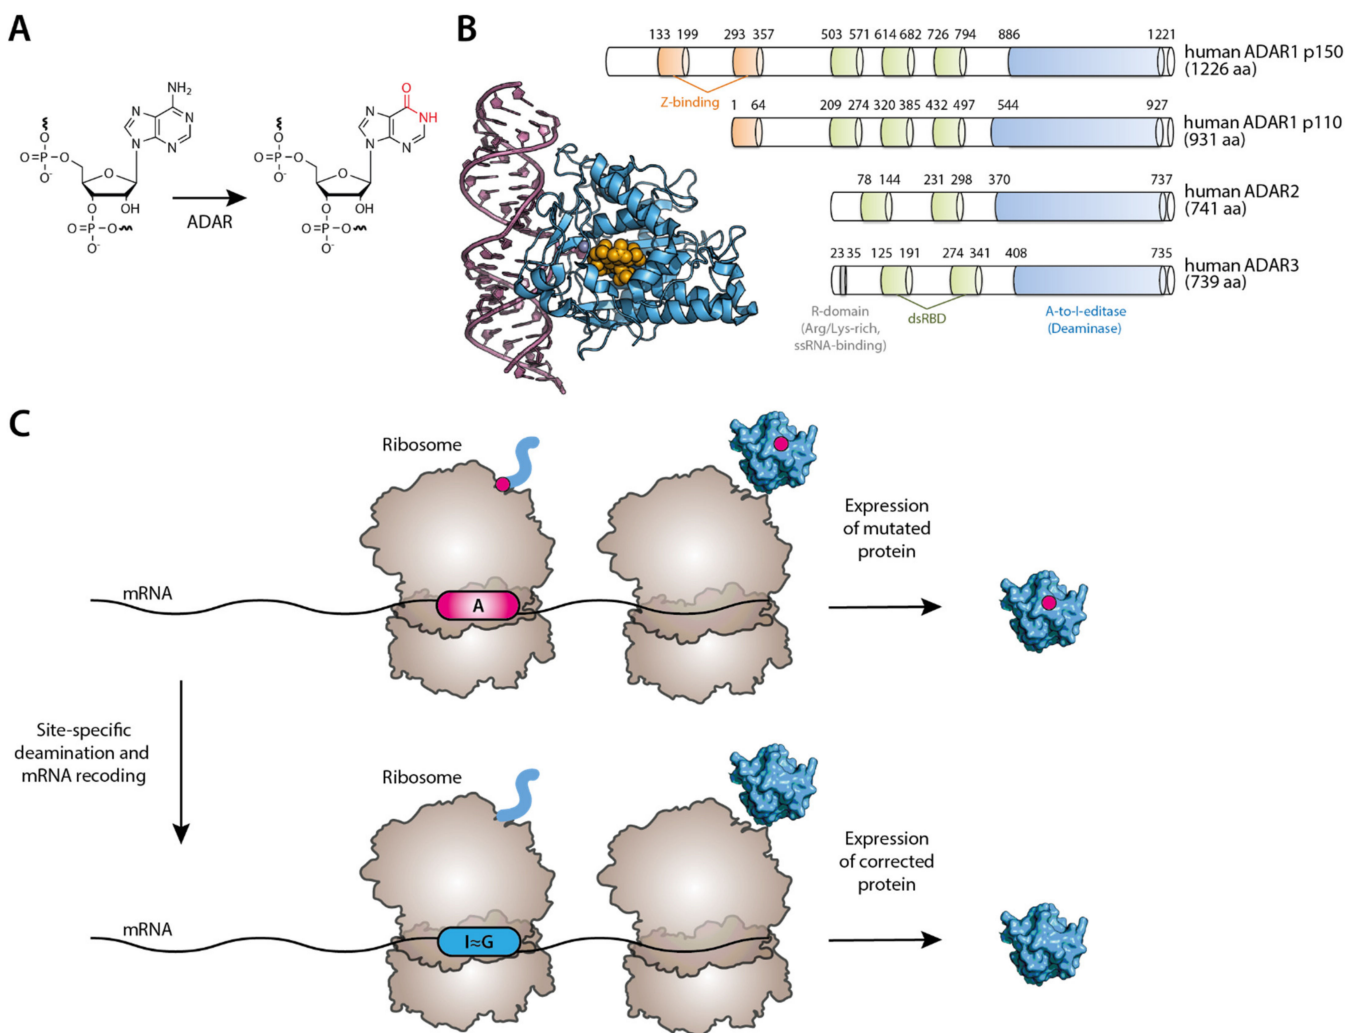 A
NH₂
N
N
N
N
O
O=P-O
O⁻
O
O
OH
O=P-O
O⁻
ADAR
O
N
NH
N
N
O
O=P-O
O⁻
O
O
OH
O=P-O
O⁻
B
133 199 293 357 503 571 614 682 726 794 886 1221
human ADAR1 p150
(1226 aa)
Z-binding
1 64 209 274 320 385 432 497 544 927
human ADAR1 p110
(931 aa)
78 144 231 298 370 737
human ADAR2
(741 aa)
23 35 125 191 274 341 408 735
human ADAR3
(739 aa)
R-domain
(Arg/Lys-rich,
ssRNA-binding)
dsRBD
A-to-I-editase
(Deaminase)
C
Ribosome
Expression
of mutated
protein
mRNA
A
Site-specific
deamination and
mRNA recoding
Ribosome
Expression
of corrected
protein
mRNA
I≈G